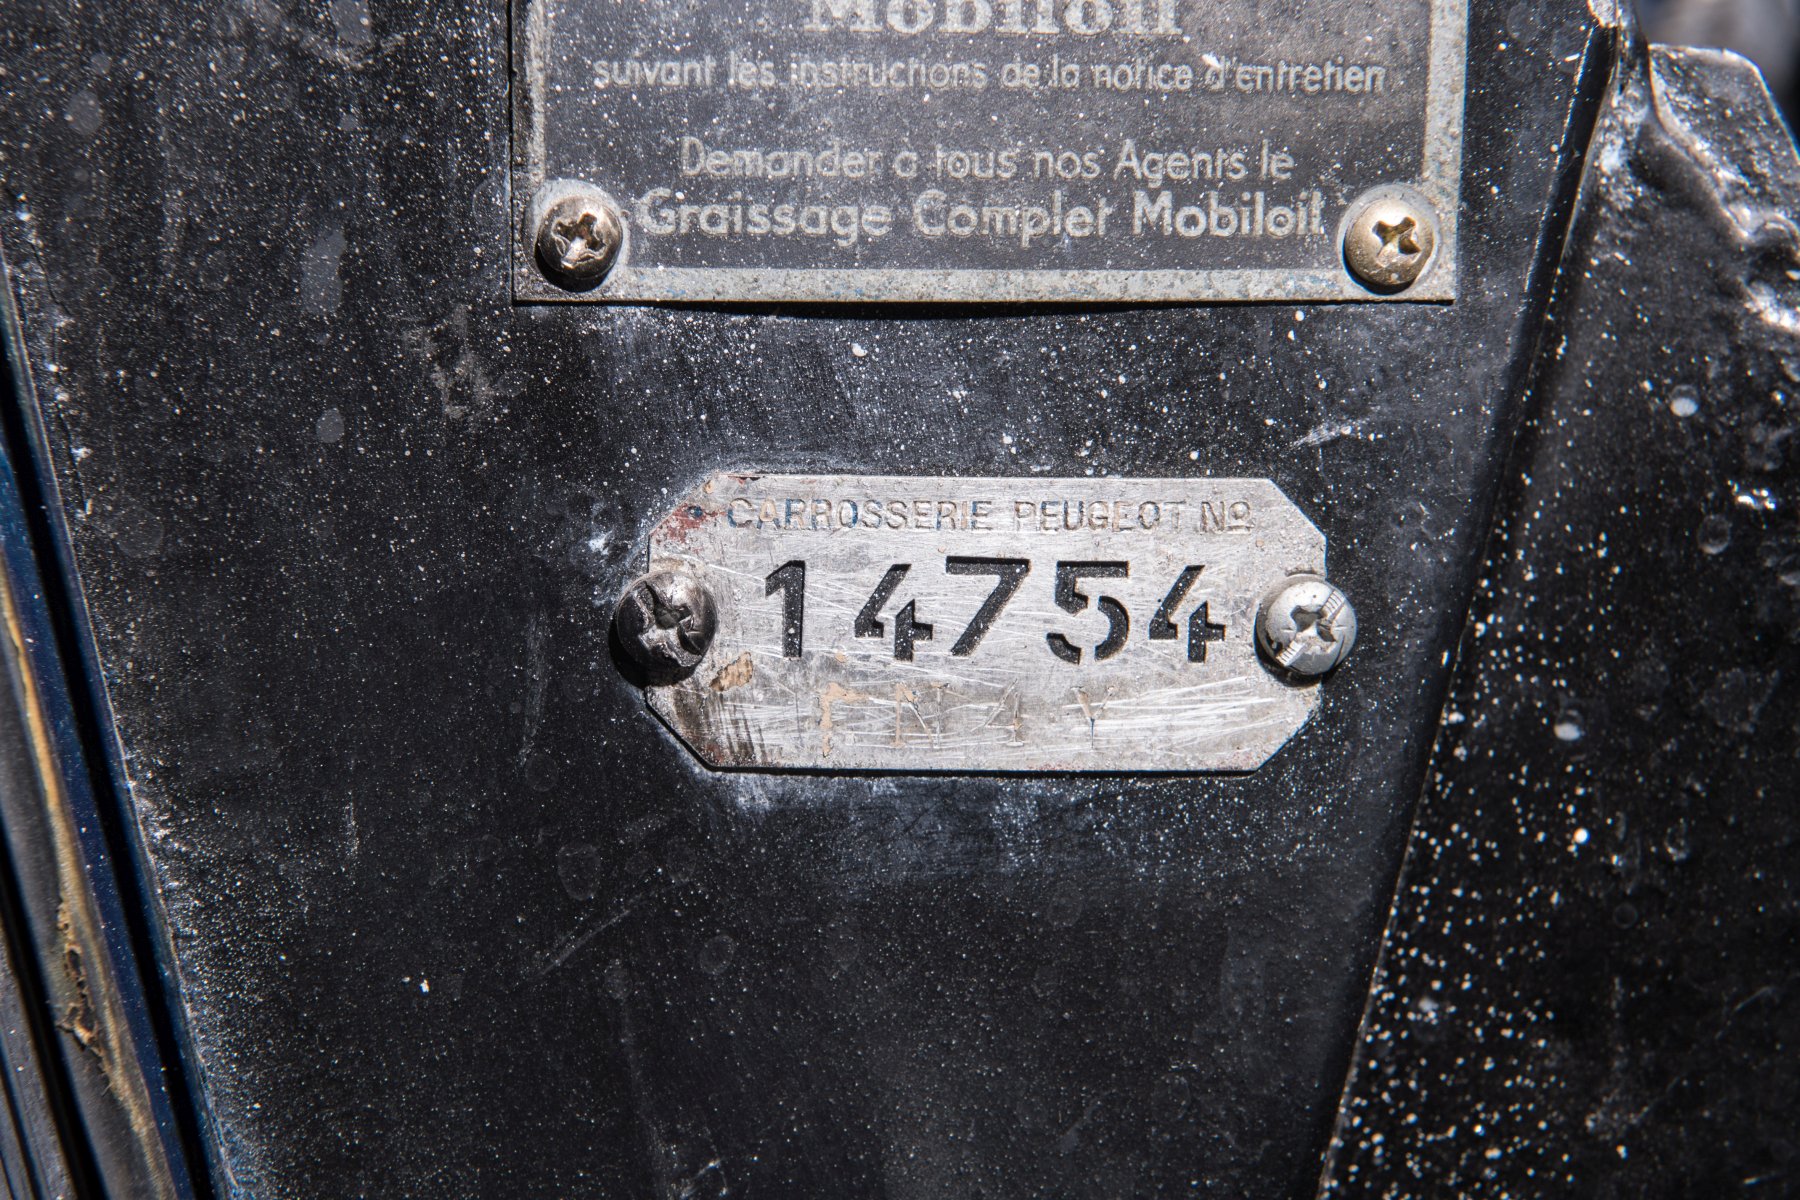 Mobiloil
suivant les instructions de la notice d'entretien
Demander a tous nos Agents le
Graissage Complet Mobiloil
CARROSSERIE PEUGEOT Nº
14754